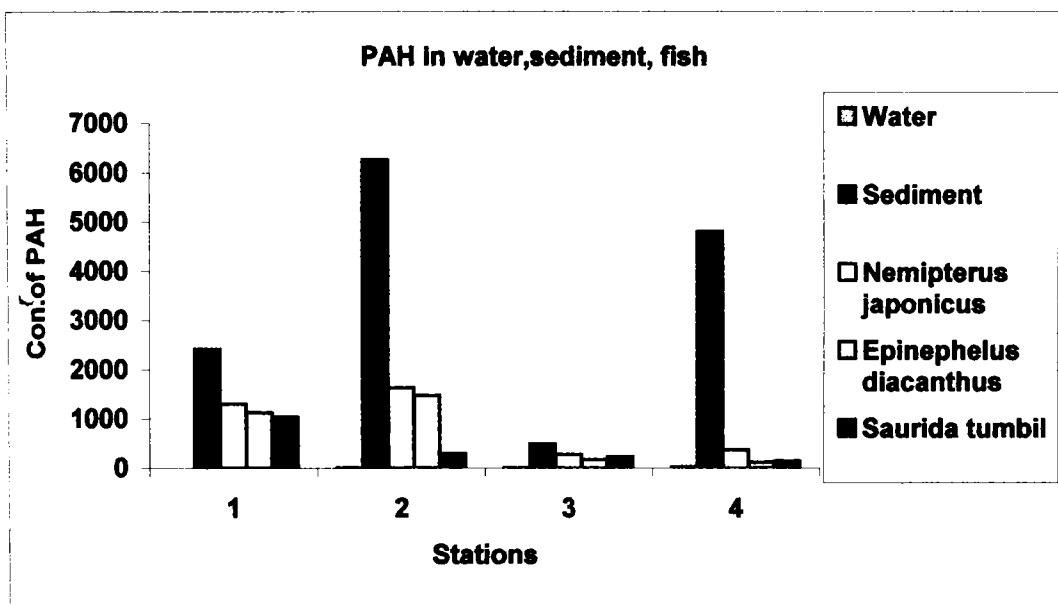 PAH in water,sediment, fish
7000
6000
5000
4000
3000
2000
1000
0
Con{of PAH
1 2 3 4
Stations
Water
Sediment
Nemipterus
japonicus
Epinephelus
diacanthus
Saurida tumbil